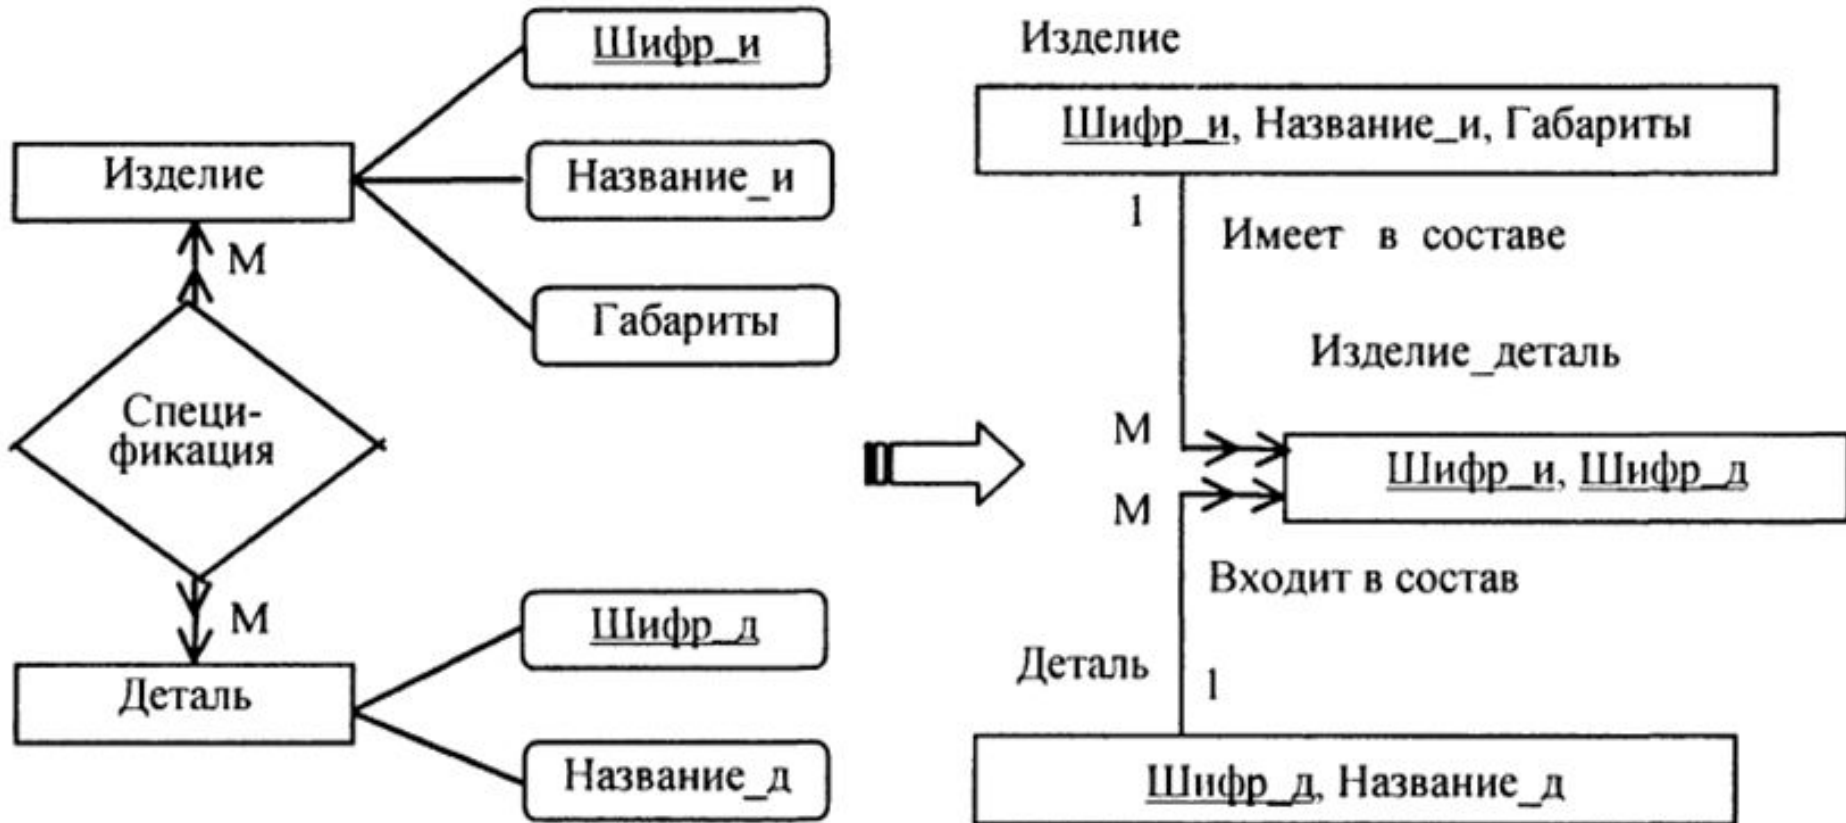 Шифр_и
Изделие
Название_и
М
Габариты
Специ-
фикация
М
Шифр_д
Деталь
Название_д
Изделие
Шифр_и, Название_и, Габариты
1
Имеет в составе
Изделие_деталь
М
Шифр_и, Шифр_д
М
Входит в состав
Деталь
1
Шифр_д, Название_д